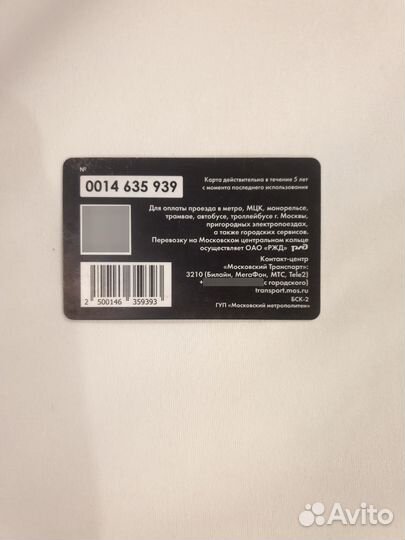 №
0014 635 939
Карта действительна в течение 5 лет
с момента последнего использования
Для оплаты проезда в метро, МЦК, монорельсе,
трамвае, автобусе, троллейбусе г. Москвы,
пригородных электропоездах,
а также городских сервисов.
Перевозку на Московском центральном кольце
осуществляет ОАО «РЖД» РЖД
Контакт-центр
«Московский Транспорт»:
3210 (Билайн, МегаФон, МТС, Tele2)
+ с городского)
transport.mos.ru
БСК-2
ГУП «Московский метрополитен»
2 500146 359393
Avito